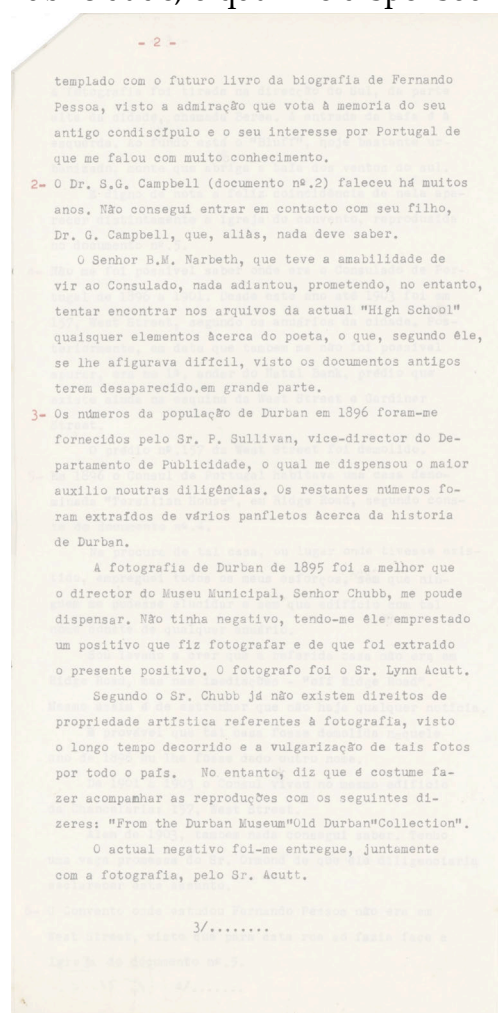 - 2 -
templado com o futuro livro da biografia de Fernando
Pessoa, visto a admiração que vota à memoria do seu
antigo condiscípulo e o seu interesse por Portugal de
que me falou com muito conhecimento.
2- O Dr. S.G. Campbell (documento nº.2) faleceu há muitos
anos. Não consegui entrar em contacto com seu filho,
Dr. G. Campbell, que, aliás, nada deve saber.
O Senhor B.M. Narbeth, que teve a amabilidade de
vir ao Consulado, nada adiantou, prometendo, no entanto,
tentar encontrar nos arquivos da actual "High School"
quaisquer elementos àcerca do poeta, o que, segundo êle,
se lhe afigurava difícil, visto os documentos antigos
terem desaparecido.em grande parte.
3- Os números da população de Durban em 1896 foram-me
fornecidos pelo Sr. P. Sullivan, vice-director do De-
partamento de Publicidade, o qual me dispensou o maior
auxilio noutras diligências. Os restantes números fo-
ram extraídos de vários panfletos àcerca da historia
de Durban.
A fotografia de Durban de 1895 foi a melhor que
o director do Museu Municipal, Senhor Chubb, me poude
dispensar. Não tinha negativo, tendo-me êle emprestado
um positivo que fiz fotografar e de que foi extraido
o presente positivo. O fotografo foi o Sr. Lynn Acutt.
Segundo o Sr. Chubb já não existem direitos de
propriedade artística referentes à fotografia, visto
o longo tempo decorrido e a vulgarização de tais fotos
por todo o país. No entanto, diz que é costume fa-
zer acompanhar as reproduções com os seguintes di-
zeres: "From the Durban Museum"Old Durban"Collection".
O actual negativo foi-me entregue, juntamente
com a fotografia, pelo Sr. Acutt.
3/........